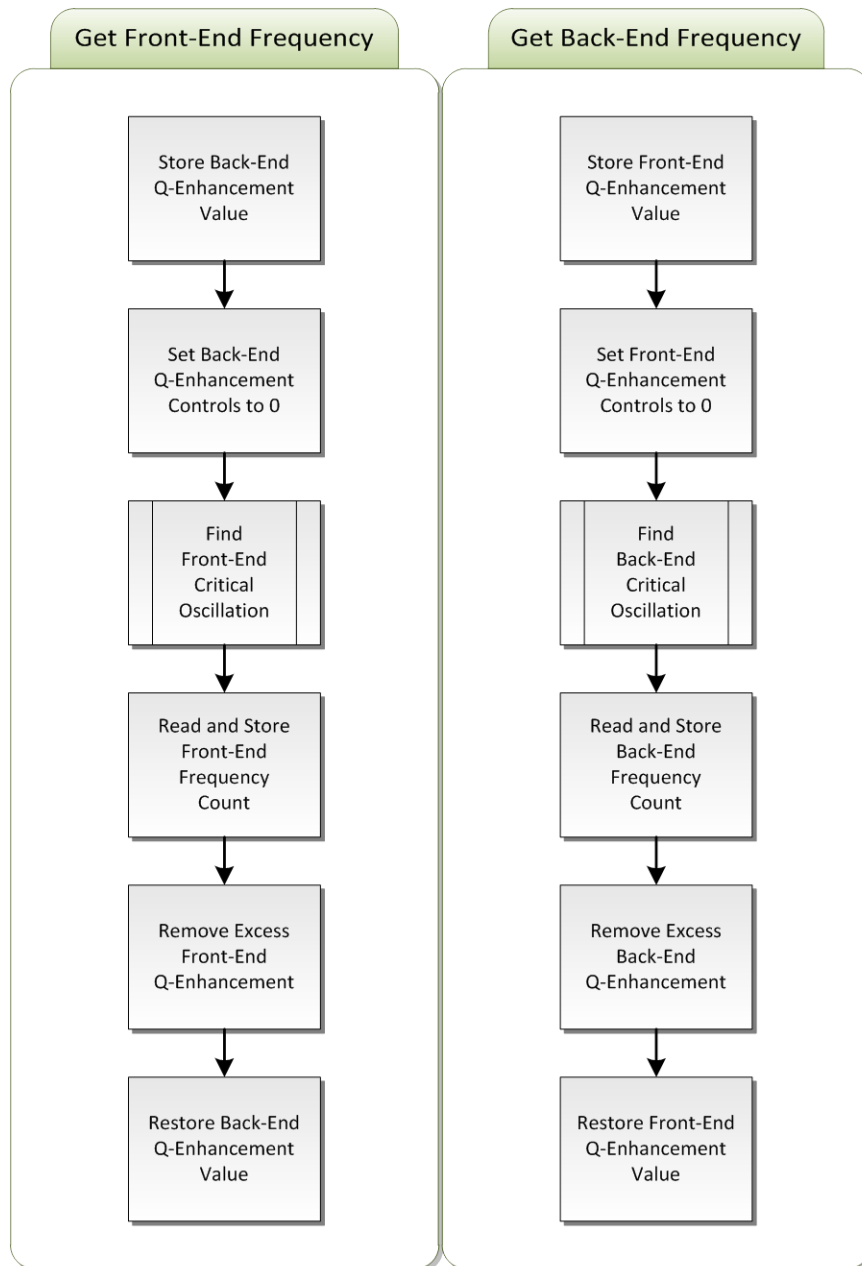 Get Front-End Frequency
Store Back-End
Q-Enhancement
Value
Set Back-End
Q-Enhancement
Controls to 0
Find
Front-End
Critical
Oscillation
Read and Store
Front-End
Frequency
Count
Remove Excess
Front-End
Q-Enhancement
Restore Back-End
Q-Enhancement
Value
Get Back-End Frequency
Store Front-End
Q-Enhancement
Value
Set Front-End
Q-Enhancement
Controls to 0
Find
Back-End
Critical
Oscillation
Read and Store
Back-End
Frequency
Count
Remove Excess
Back-End
Q-Enhancement
Restore Front-End
Q-Enhancement
Value